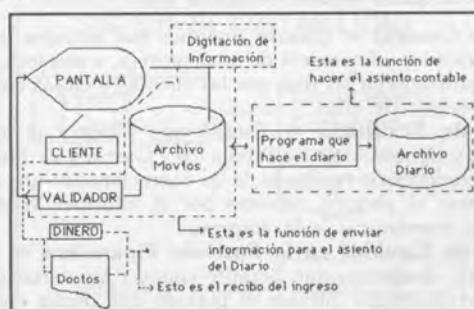 Digitación de
Información
PANTALLA
Esta es la función de
hacer el asiento contable
CLIENTE
Archivo
Movtos
Programa que
hace el diario
Archivo
Diario
VALIDADOR
DINERO
Doctos
Esta es la función de enviar
información para el asiento
del Diario
Esto es el recibo del ingreso